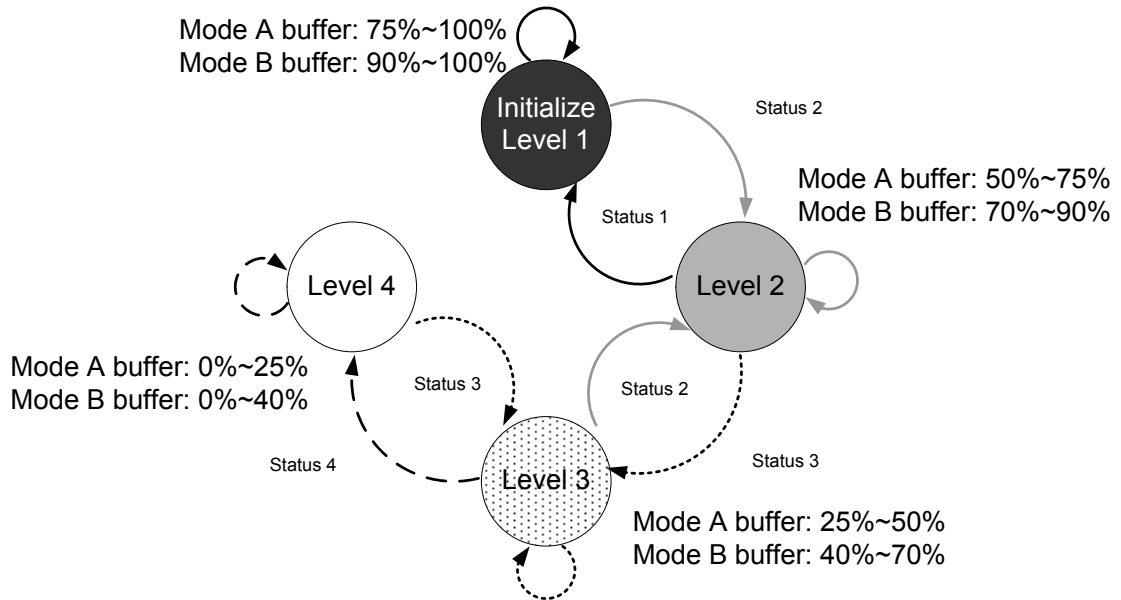 Mode A buffer: 75%~100%
Mode B buffer: 90%~100%
Initialize
Level 1
Status 2
Mode A buffer: 50%~75%
Mode B buffer: 70%~90%
Status 1
Level 4
Level 2
Mode A buffer: 0%~25%
Mode B buffer: 0%~40%
Status 3
Status 2
Status 4
Status 3
Level 3
Mode A buffer: 25%~50%
Mode B buffer: 40%~70%